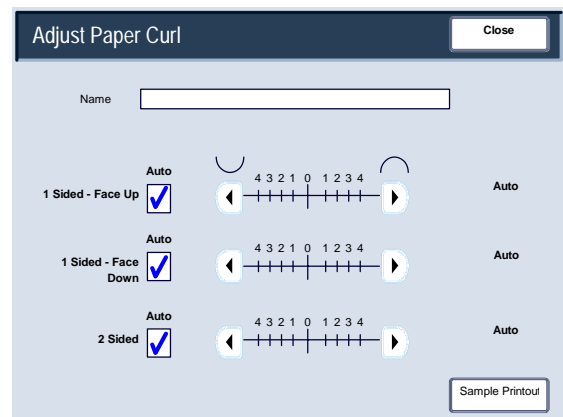 Adjust Paper Curl
Close
Name
Auto
1 Sided - Face Up
4 3 2 1 0 1 2 3 4
Auto
Auto
1 Sided - Face
Down
4 3 2 1 0 1 2 3 4
Auto
Auto
2 Sided
4 3 2 1 0 1 2 3 4
Auto
Sample Printout